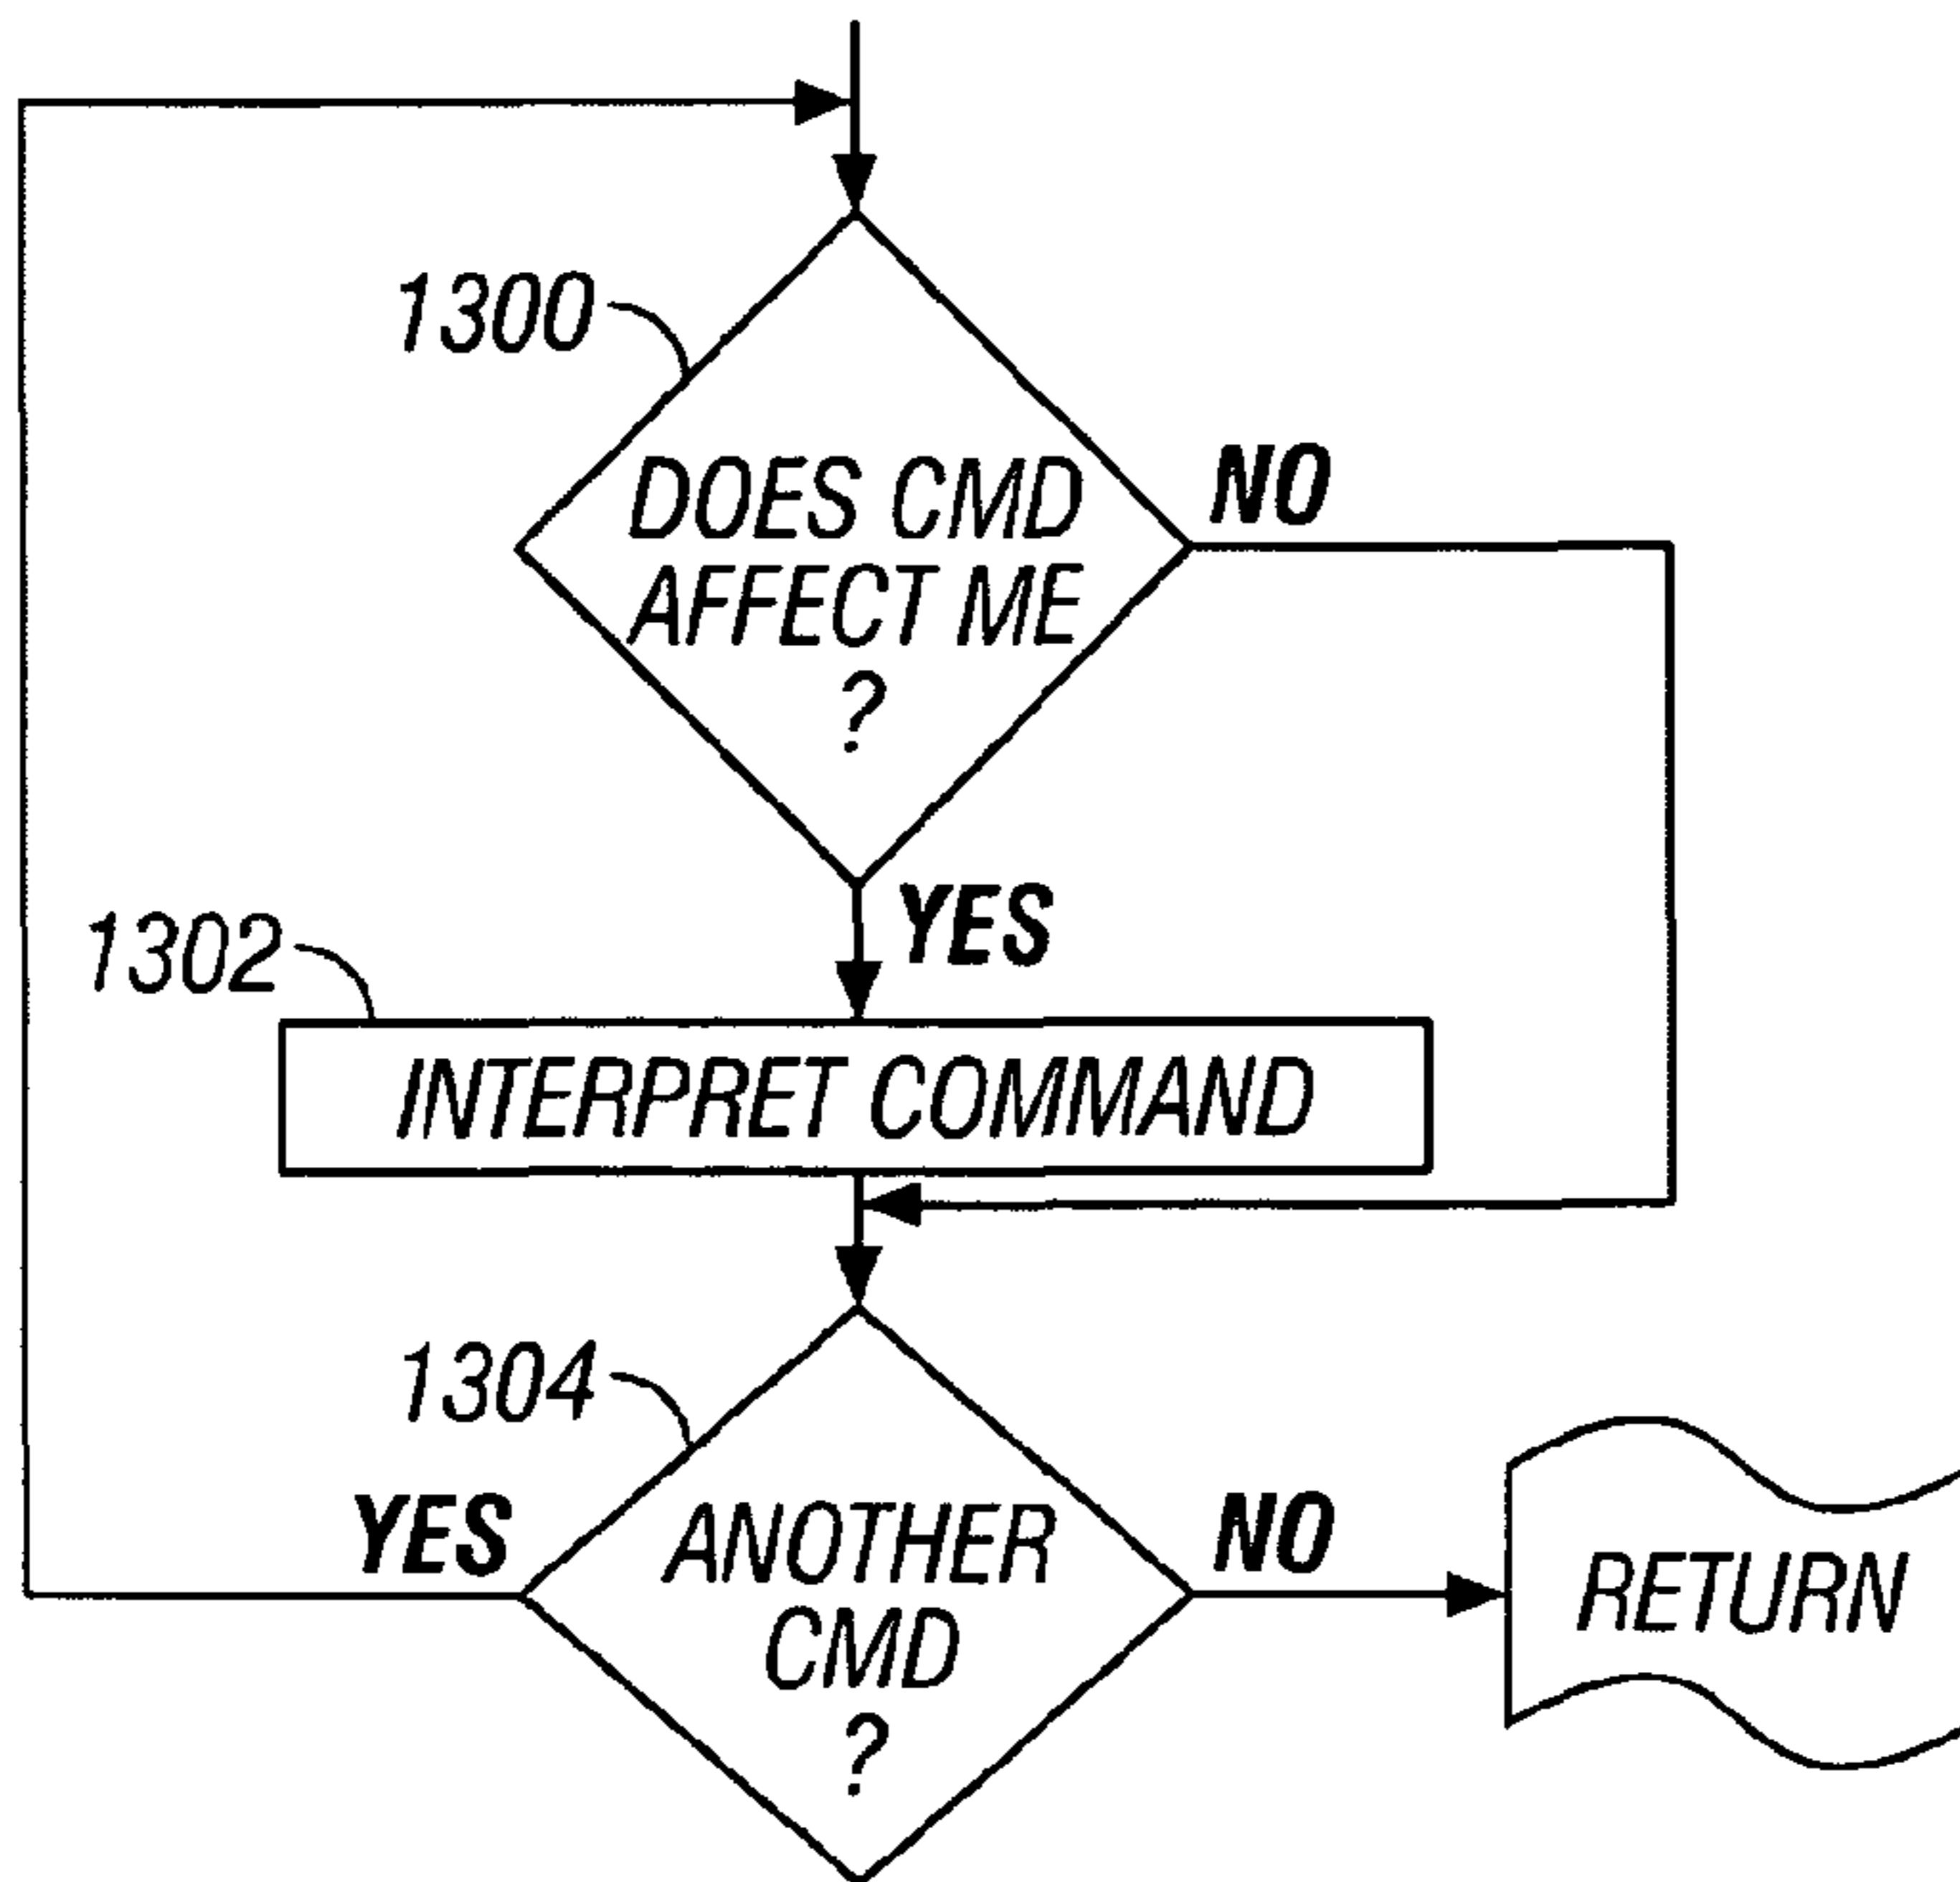 1300
DOES CMD
AFFECT ME
?
NO
YES
1302
INTERPRET COMMAND
1304
YES
ANOTHER
CMD
?
NO
RETURN